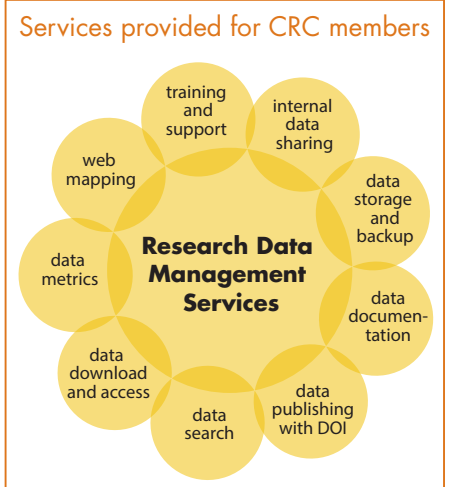 Services provided for CRC members
training
and
support
internal
data
sharing
data
storage
and
backup
data
documen-
tation
data
publishing
with DOI
data
search
data
download
and access
data
metrics
web
mapping
Research Data
Management
Services